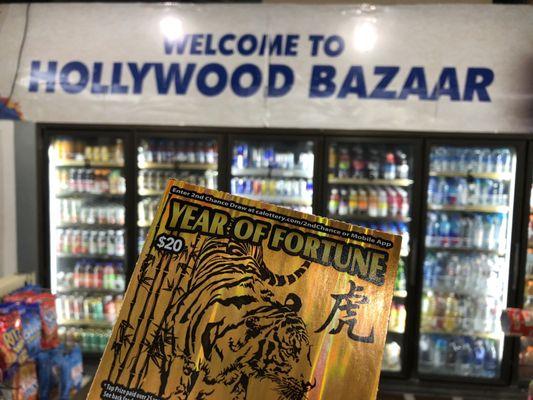 WELCOME TO
HOLLYWOOD BAZAAR
Enter 2nd Chance Draw at calottery.com/2ndchance or Mobile App
YEAR OF FORTUNE
$20
虎
Top Prize paid over 25
See back for